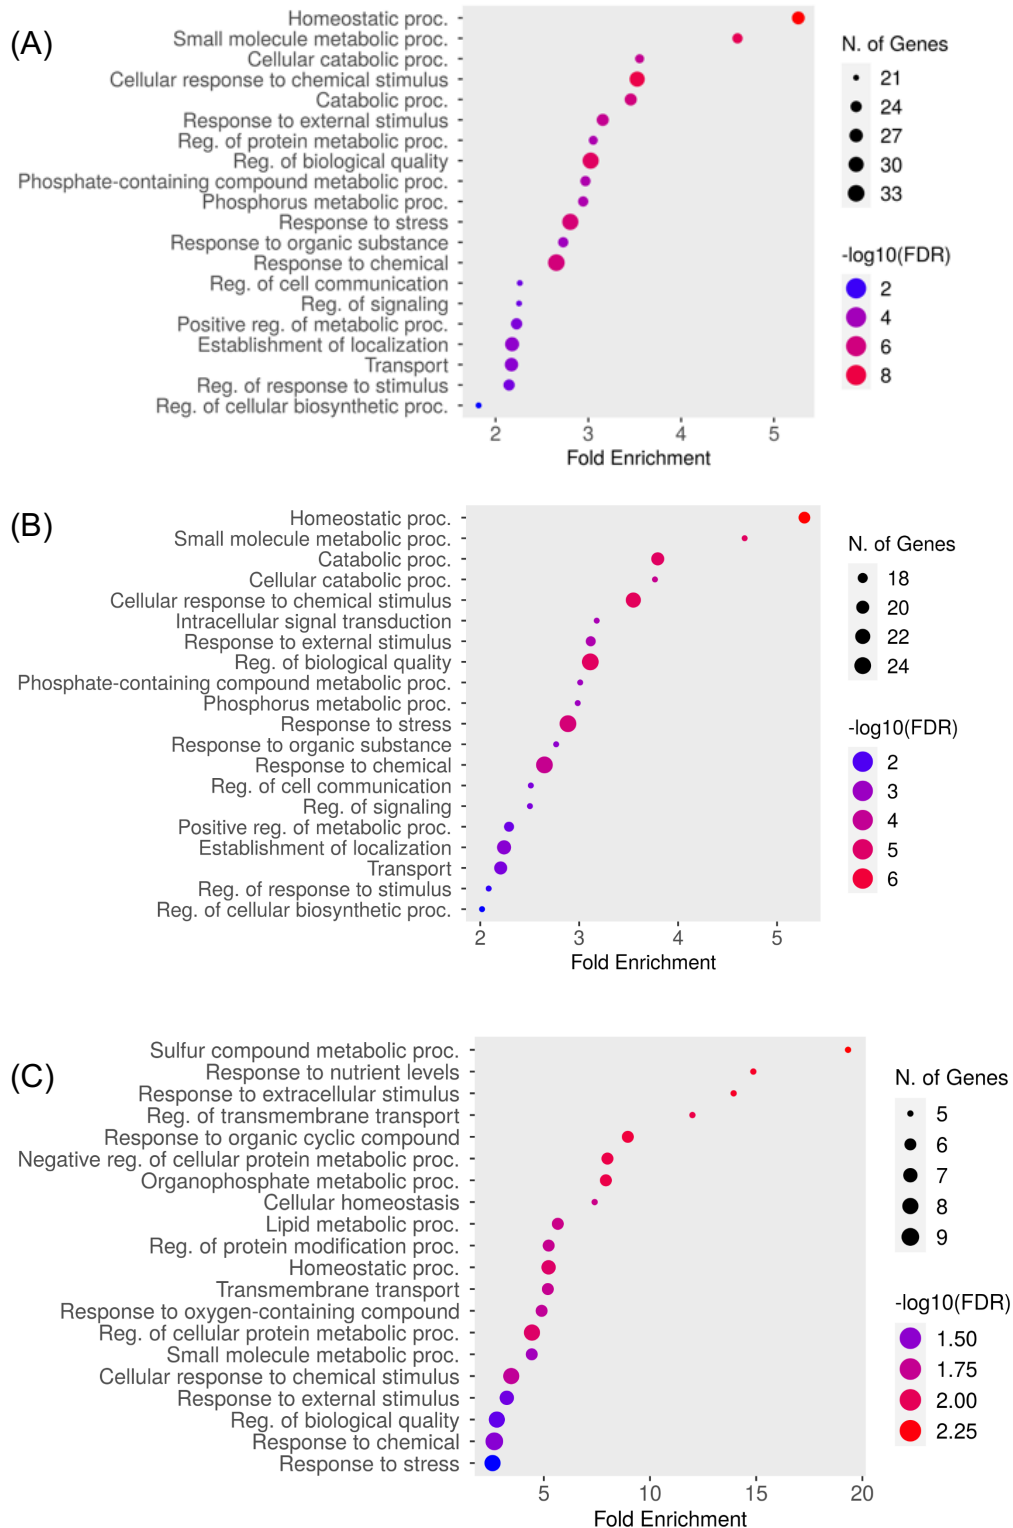 (A)
Homeostatic proc.
Small molecule metabolic proc.
Cellular catabolic proc.
Cellular response to chemical stimulus
Catabolic proc.
Response to external stimulus
Reg. of protein metabolic proc.
Reg. of biological quality
Phosphate-containing compound metabolic proc.
Phosphorus metabolic proc.
Response to stress
Response to organic substance
Response to chemical
Reg. of cell communication
Reg. of signaling
Positive reg. of metabolic proc.
Establishment of localization
Transport
Reg. of response to stimulus
Reg. of cellular biosynthetic proc.
2 3 4 5
Fold Enrichment
N. of Genes
21
24
27
30
33
-log10(FDR)
2
4
6
8
(B)
Homeostatic proc.
Small molecule metabolic proc.
Catabolic proc.
Cellular catabolic proc.
Cellular response to chemical stimulus
Intracellular signal transduction
Response to external stimulus
Reg. of biological quality
Phosphate-containing compound metabolic proc.
Phosphorus metabolic proc.
Response to stress
Response to organic substance
Response to chemical
Reg. of cell communication
Reg. of signaling
Positive reg. of metabolic proc.
Establishment of localization
Transport
Reg. of response to stimulus
Reg. of cellular biosynthetic proc.
2 3 4 5
Fold Enrichment
N. of Genes
18
20
22
24
-log10(FDR)
2
3
4
5
6
(C)
Sulfur compound metabolic proc.
Response to nutrient levels
Response to extracellular stimulus
Reg. of transmembrane transport
Response to organic cyclic compound
Negative reg. of cellular protein metabolic proc.
Organophosphate metabolic proc.
Cellular homeostasis
Lipid metabolic proc.
Reg. of protein modification proc.
Homeostatic proc.
Transmembrane transport
Response to oxygen-containing compound
Reg. of cellular protein metabolic proc.
Small molecule metabolic proc.
Cellular response to chemical stimulus
Response to external stimulus
Reg. of biological quality
Response to chemical
Response to stress
5 10 15 20
Fold Enrichment
N. of Genes
5
6
7
8
9
-log10(FDR)
1.50
1.75
2.00
2.25